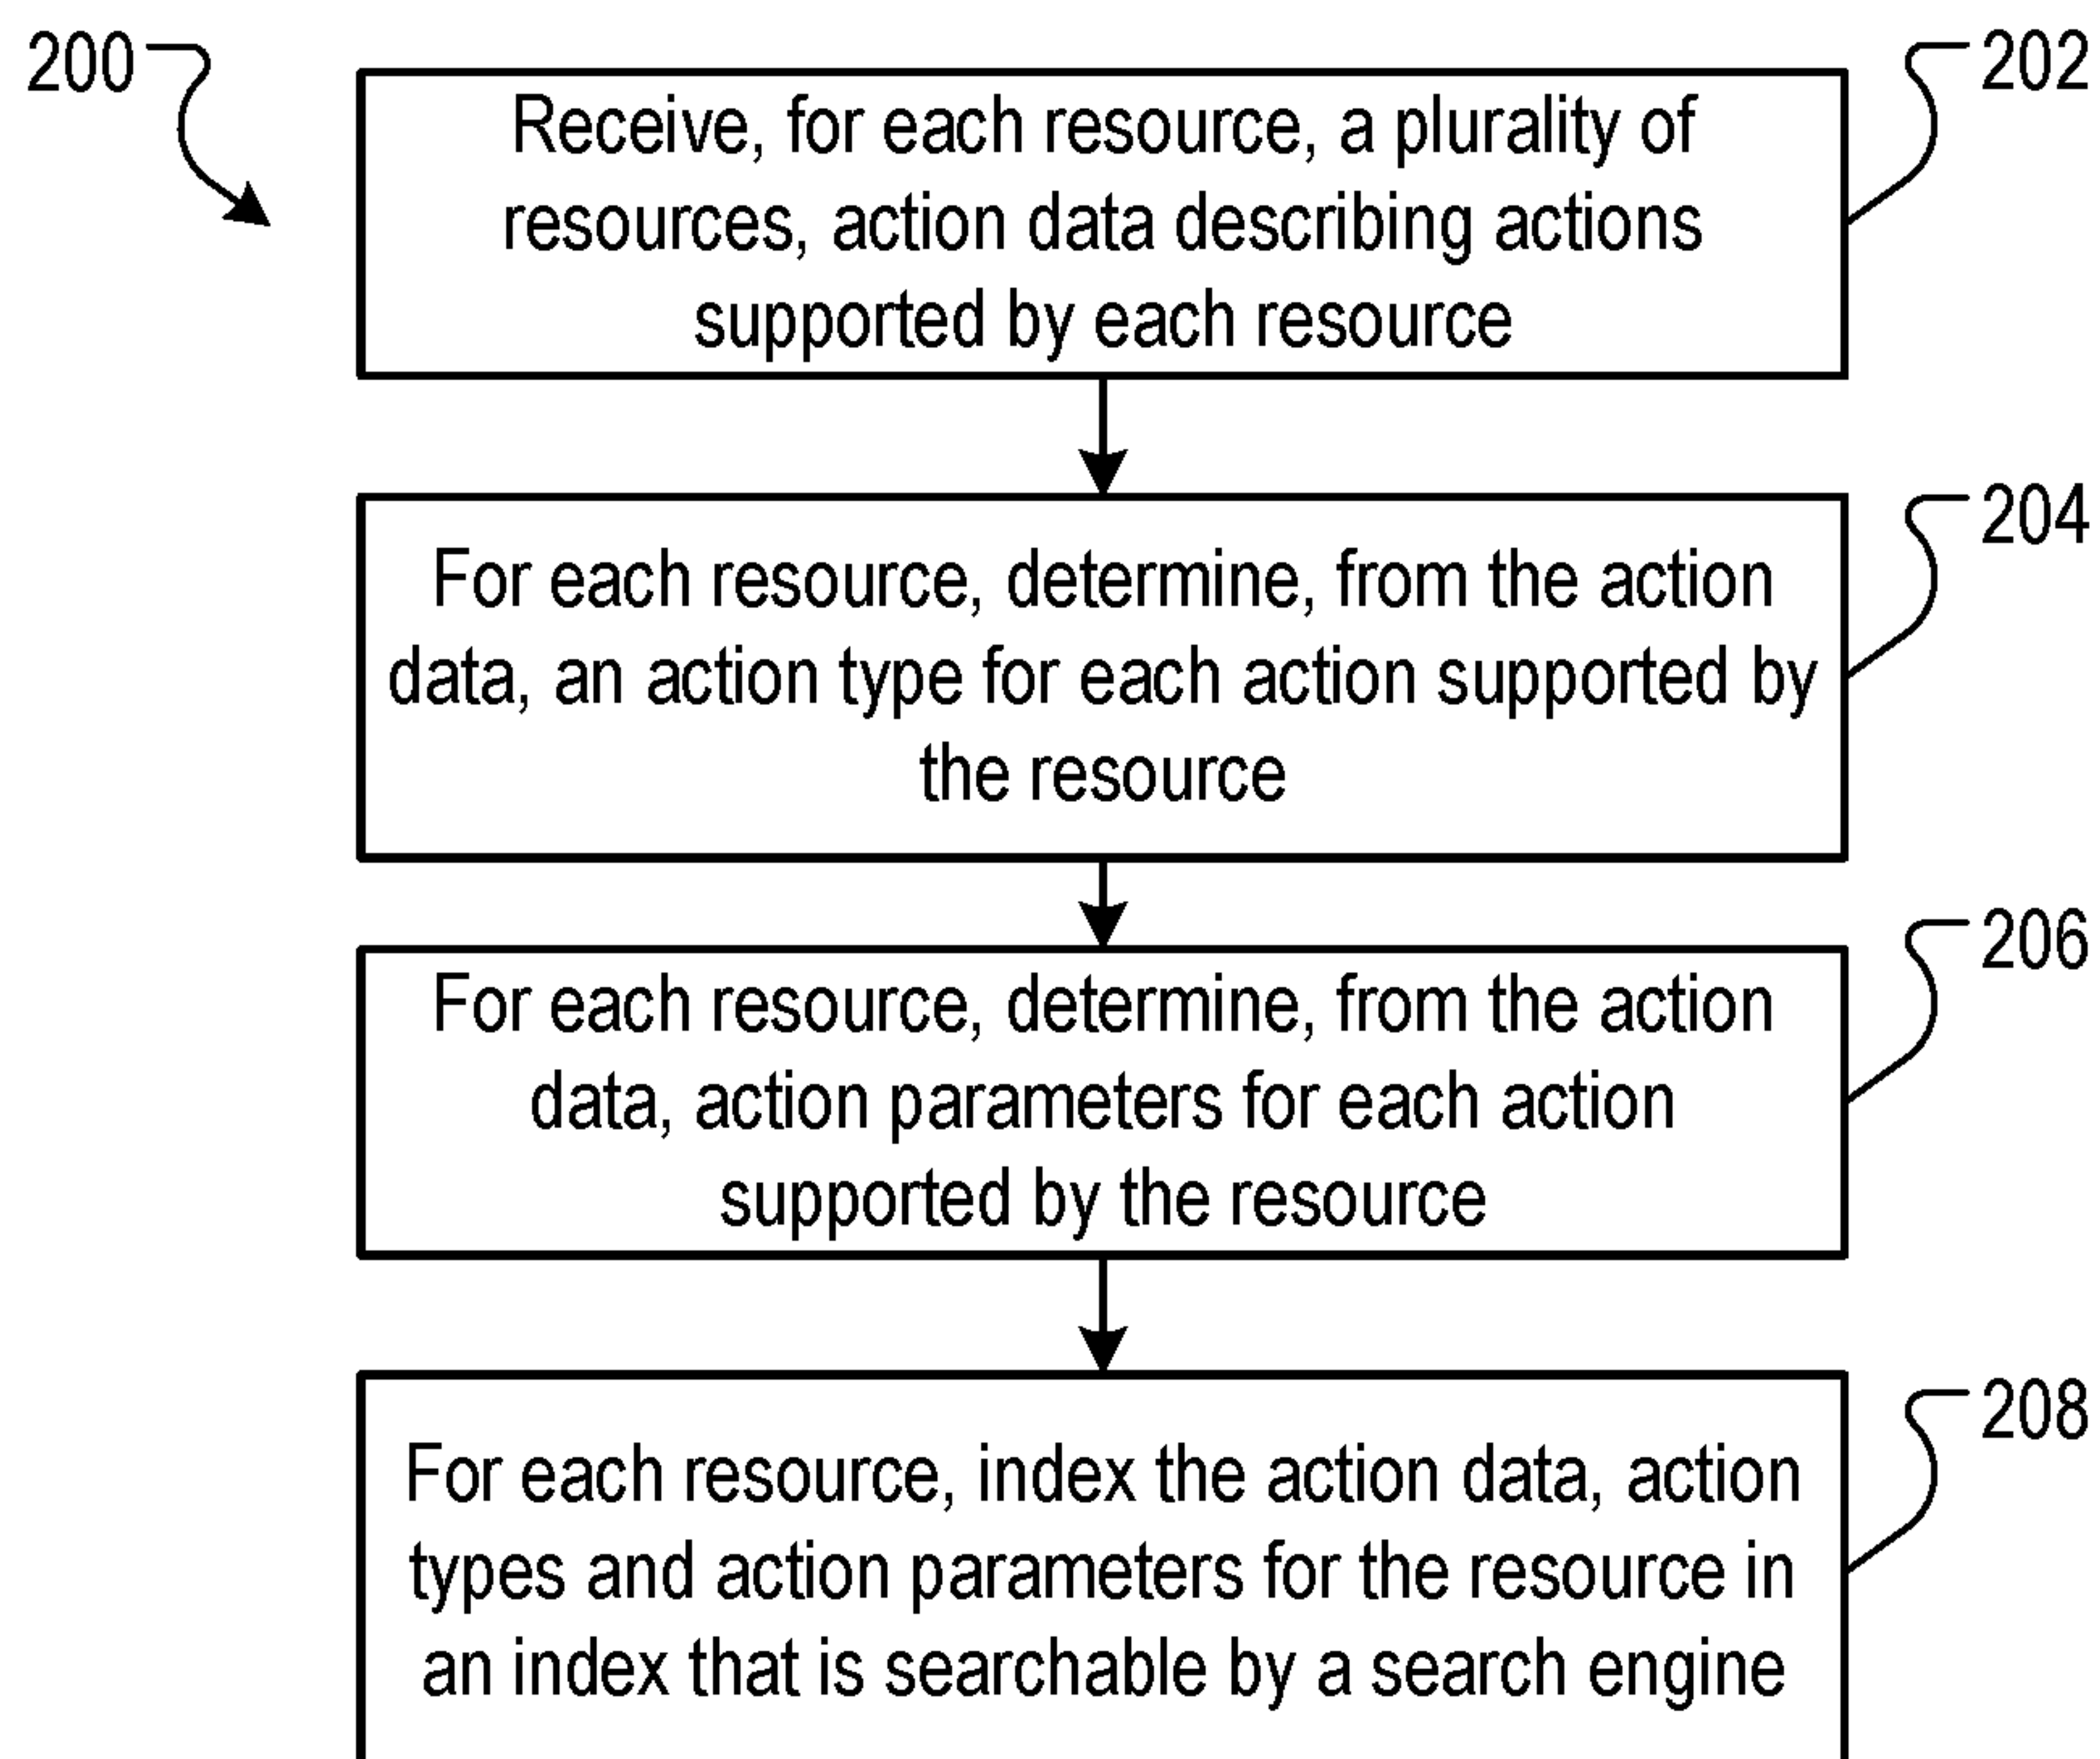 200
202
Receive, for each resource, a plurality of
resources, action data describing actions
supported by each resource
204
For each resource, determine, from the action
data, an action type for each action supported by
the resource
206
For each resource, determine, from the action
data, action parameters for each action
supported by the resource
208
For each resource, index the action data, action
types and action parameters for the resource in
an index that is searchable by a search engine